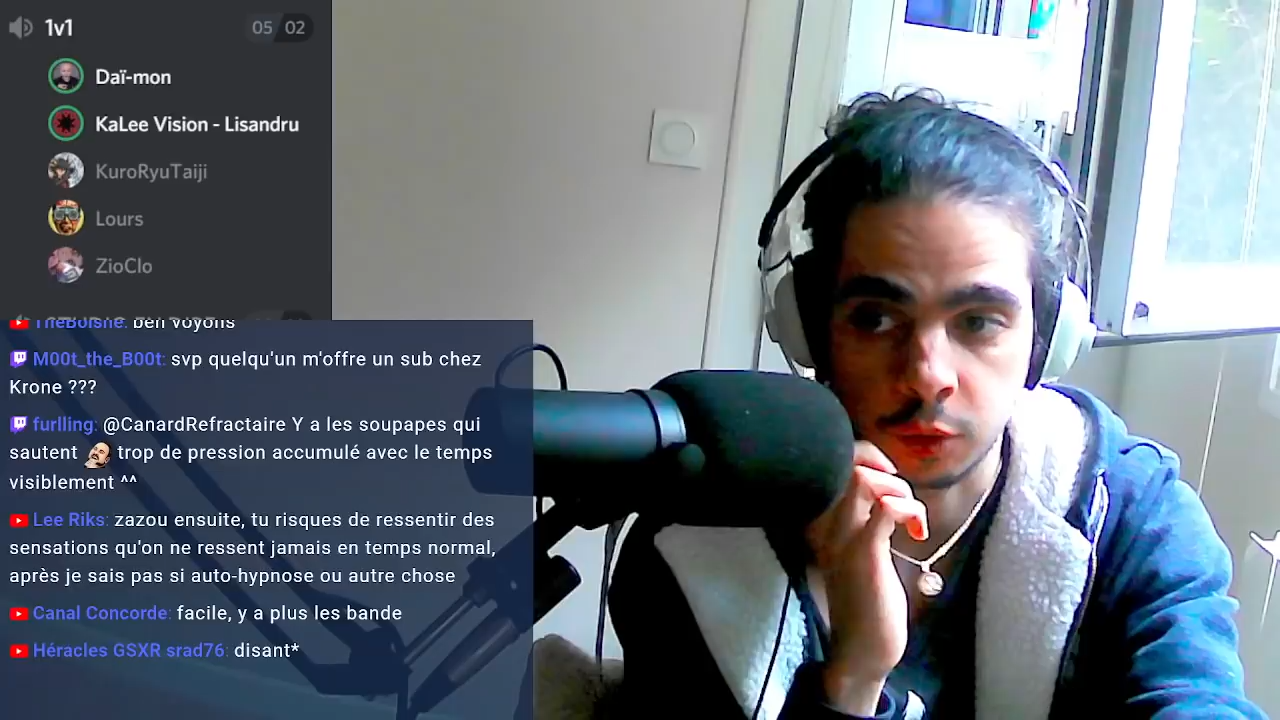 1v1 05 02
Daï-mon
KaLee Vision - Lisandru
KuroRyuTaiji
Lours
ZioClo
ben voyons
M00t_the_B00t: svp quelqu'un m'offre un sub chez
Krone ???
furlling: @CanardRefractaire Y a les soupapes qui
sautent trop de pression accumulé avec le temps
visiblement ^^
Lee Riks: zazou ensuite, tu risques de ressentir des
sensations qu'on ne ressent jamais en temps normal,
après je sais pas si auto-hypnose ou autre chose
Canal Concorde: facile, y a plus les bande
Héracles GSXR srad76: disant*